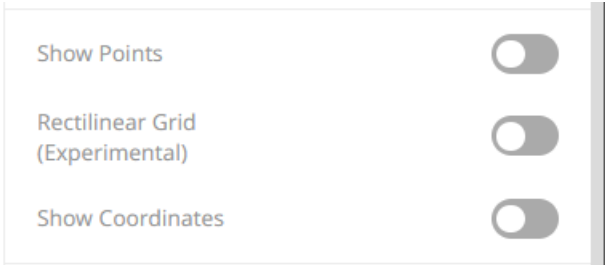 Show Points
Rectilinear Grid
(Experimental)
Show Coordinates